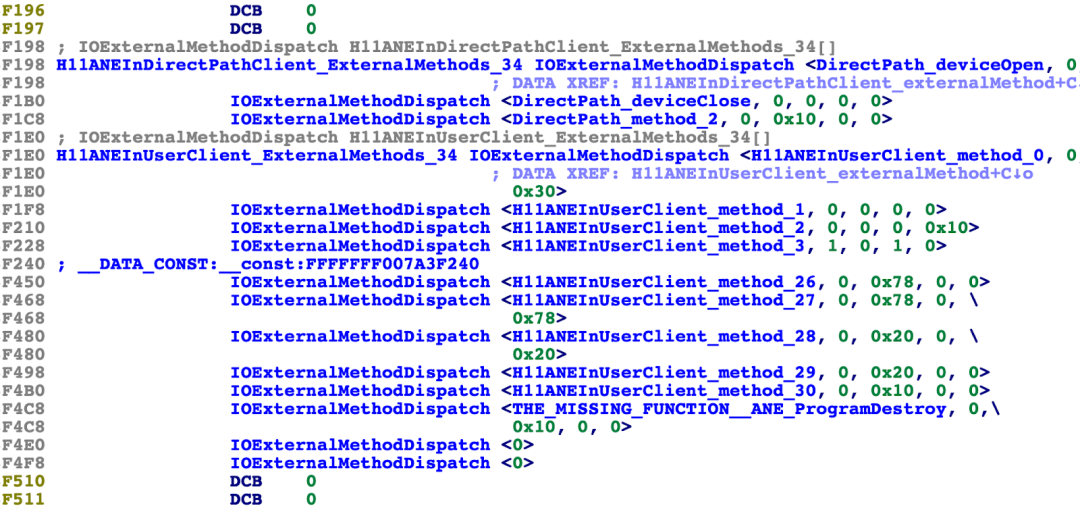 F196 DCB 0
F197 DCB 0
F198 ; IOExternalMethodDispatch H11ANEInDirectPathClient_ExternalMethods_34[]
F198 H11ANEInDirectPathClient_ExternalMethods_34 IOExternalMethodDispatch <DirectPath_deviceOpen, 0
F198 ; DATA XREF: H11ANEInDirectPathClient_externalMethod+C
F1B0 IOExternalMethodDispatch <DirectPath_deviceClose, 0, 0, 0, 0>
F1C8 IOExternalMethodDispatch <DirectPath_method_2, 0, 0x10, 0, 0>
F1E0 ; IOExternalMethodDispatch H11ANEInUserClient_ExternalMethods_34[]
F1E0 H11ANEInUserClient_ExternalMethods_34 IOExternalMethodDispatch <H11ANEInUserClient_method_0, 0
F1E0 ; DATA XREF: H11ANEInUserClient_externalMethod+C↓o
F1E0 0x30>
F1F8 IOExternalMethodDispatch <H11ANEInUserClient_method_1, 0, 0, 0, 0>
F210 IOExternalMethodDispatch <H11ANEInUserClient_method_2, 0, 0, 0, 0x10>
F228 IOExternalMethodDispatch <H11ANEInUserClient_method_3, 1, 0, 1, 0>
F240 ; __DATA_CONST:__const:FFFFFFF007A3F240
F450 IOExternalMethodDispatch <H11ANEInUserClient_method_26, 0, 0x78, 0, 0>
F468 IOExternalMethodDispatch <H11ANEInUserClient_method_27, 0, 0x78, 0, \
F468 0x78>
F480 IOExternalMethodDispatch <H11ANEInUserClient_method_28, 0, 0x20, 0, \
F480 0x20>
F498 IOExternalMethodDispatch <H11ANEInUserClient_method_29, 0, 0x20, 0, 0>
F4B0 IOExternalMethodDispatch <H11ANEInUserClient_method_30, 0, 0x10, 0, 0>
F4C8 IOExternalMethodDispatch <THE_MISSING_FUNCTION__ANE_ProgramDestroy, 0,\
F4C8 0x10, 0, 0>
F4E0 IOExternalMethodDispatch <0>
F4F8 IOExternalMethodDispatch <0>
F510 DCB 0
F511 DCB 0